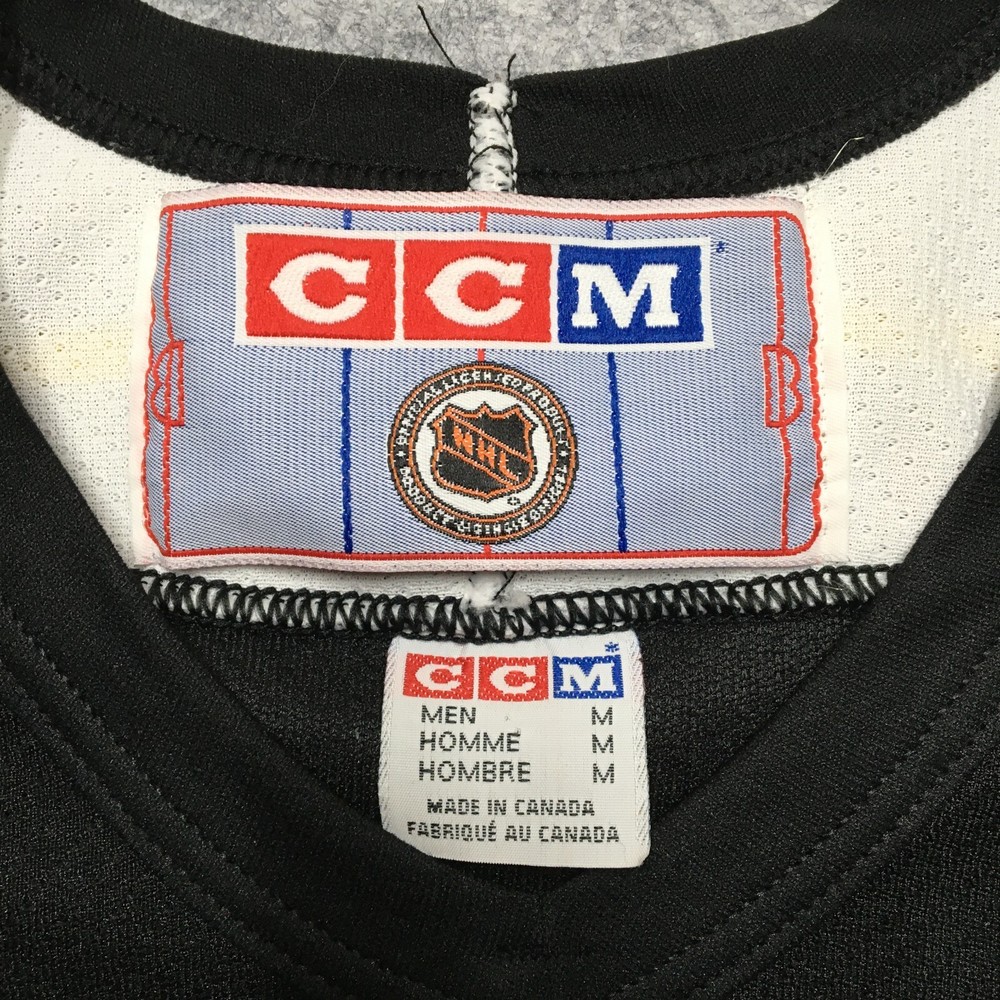 CCM
NHL
CCM
MEN M
HOMME M
HOMBRE M
MADE IN CANADA
FABRIQUÉ AU CANADA